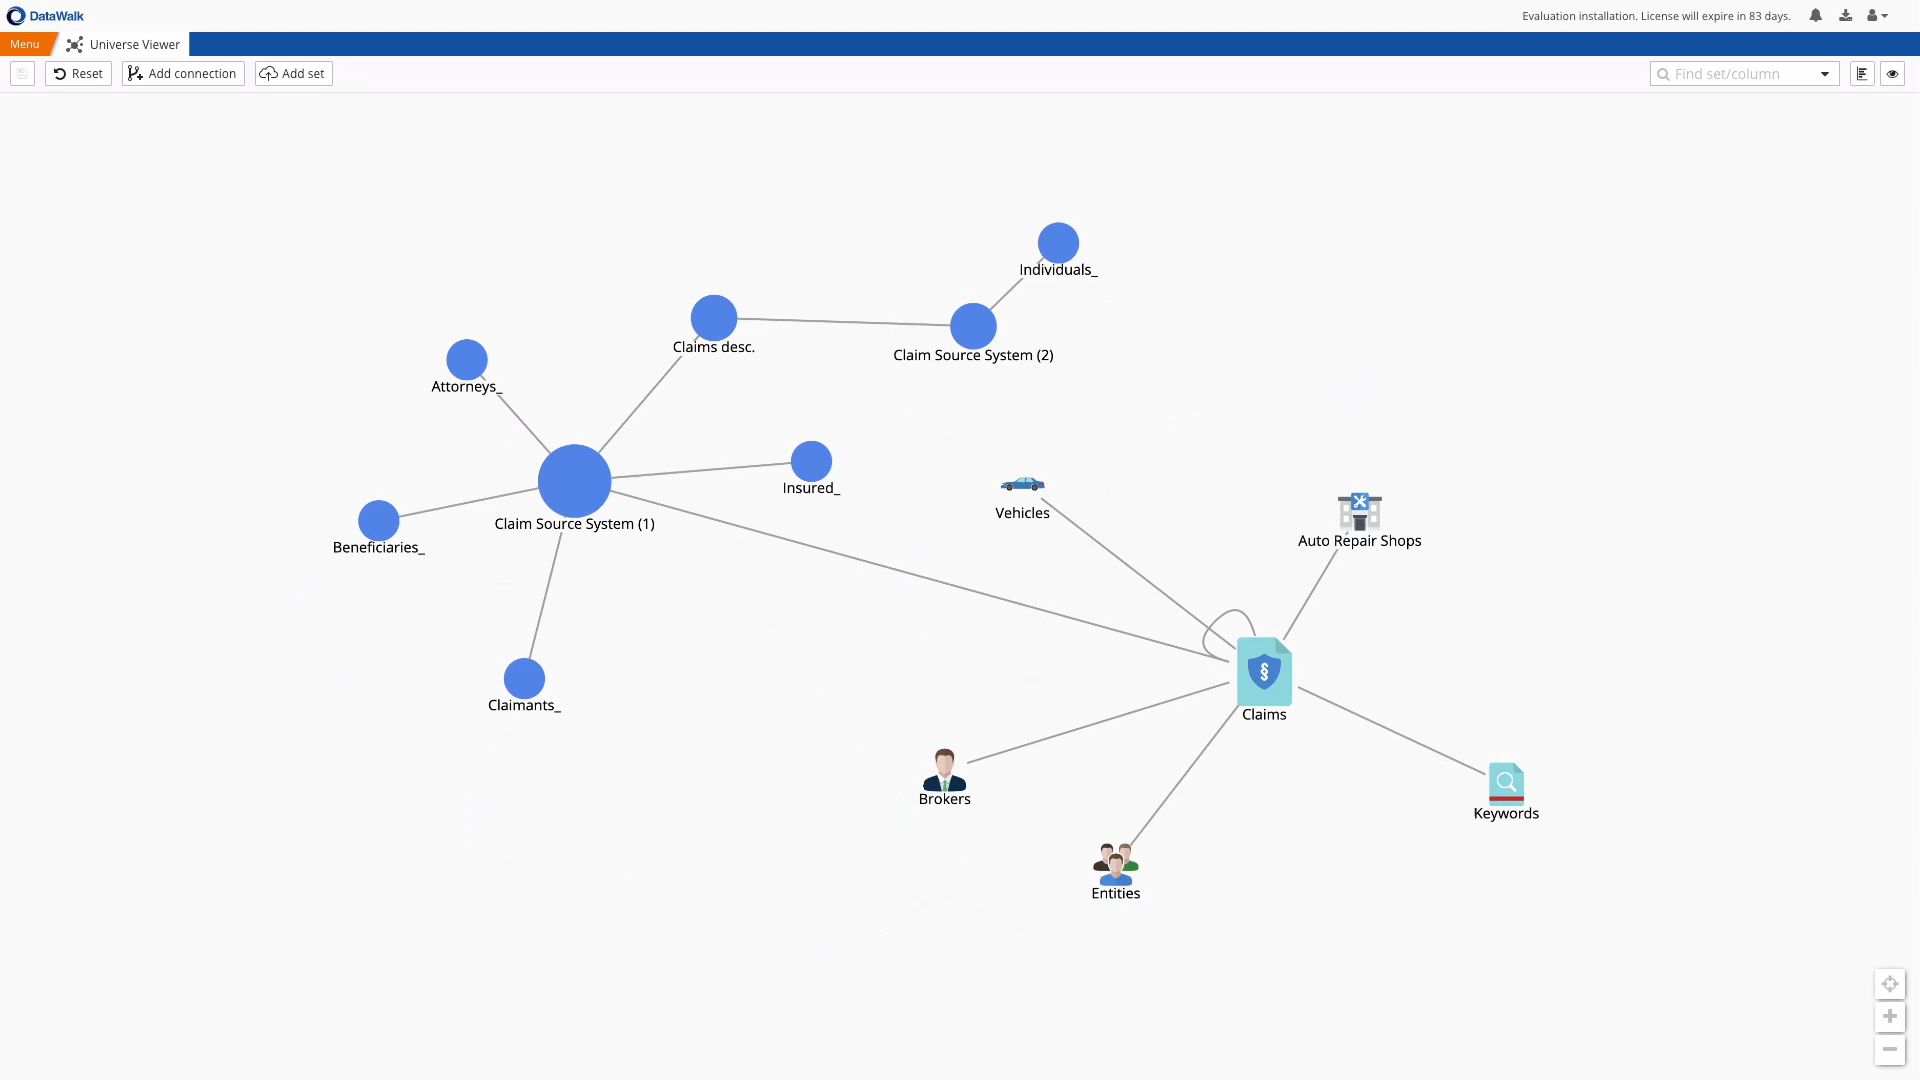 DataWalk
Evaluation installation. License will expire in 83 days.
Menu
Universe Viewer
Reset
Add connection
Add set
Find set/column
Individuals_
Claims desc.
Claim Source System (2)
Attorneys_
Insured_
Vehicles
Claim Source System (1)
Auto Repair Shops
Beneficiaries_
Claimants_
§
Claims
Brokers
Keywords
Entities